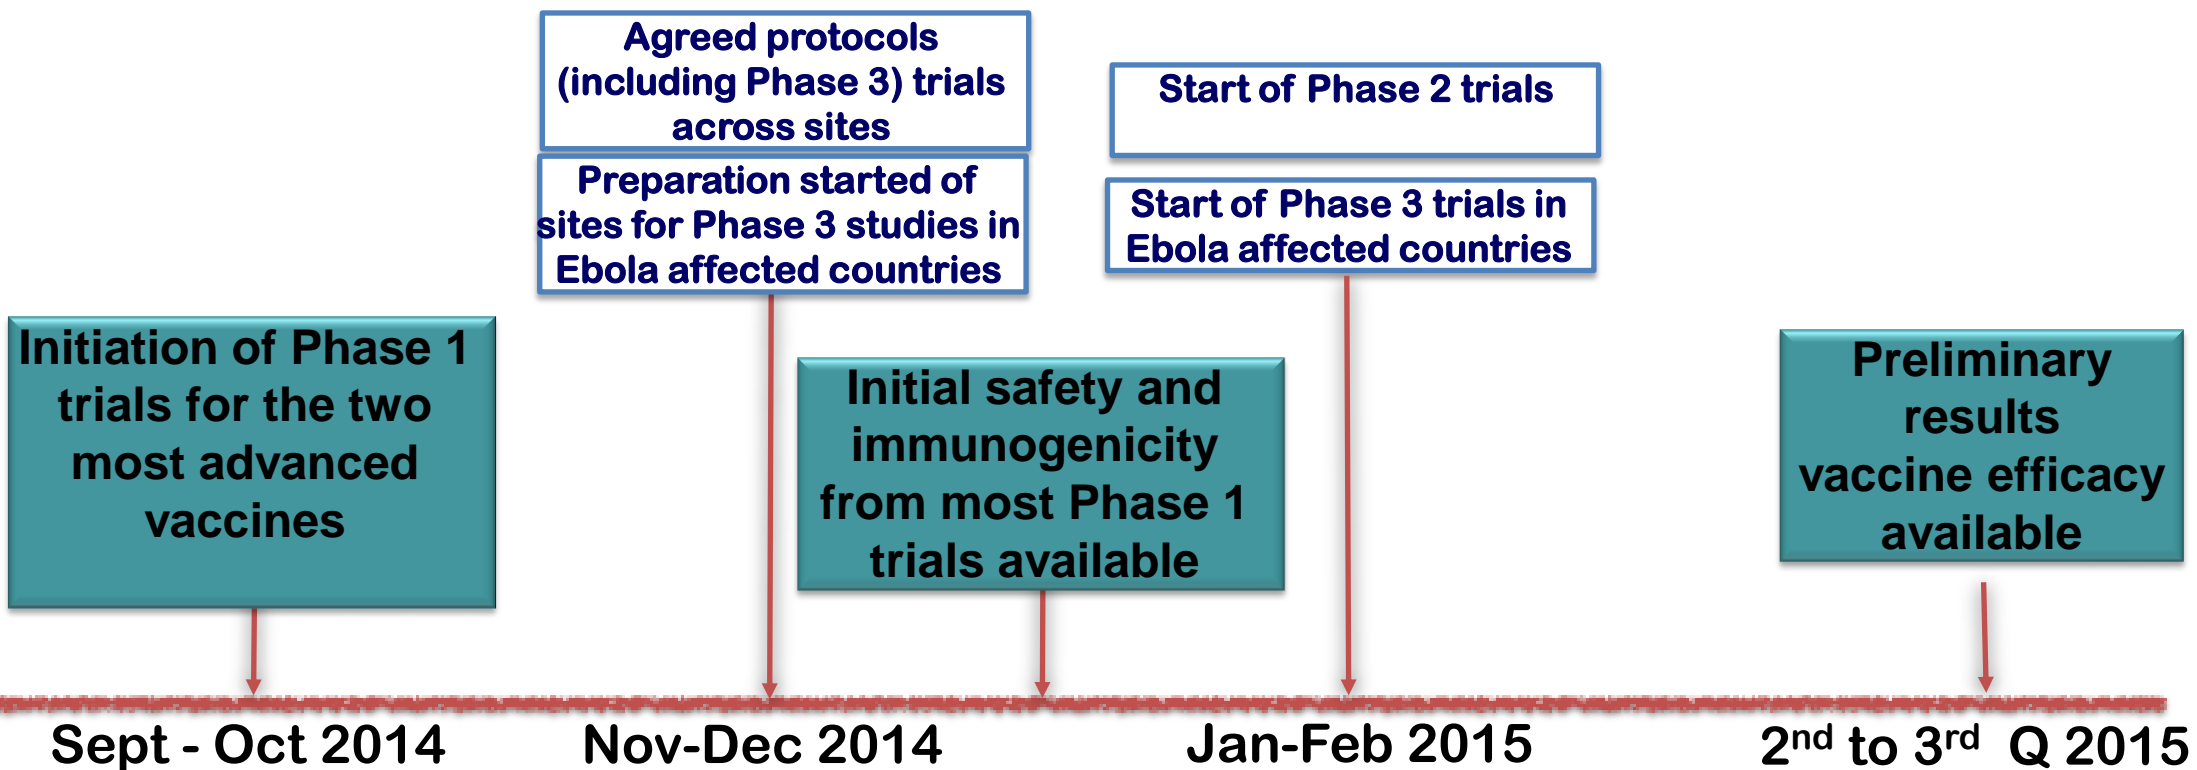 Agreed protocols
(including Phase 3) trials
across sites
Preparation started of
sites for Phase 3 studies in
Ebola affected countries
Start of Phase 2 trials
Start of Phase 3 trials in
Ebola affected countries
Initiation of Phase 1
trials for the two
most advanced
vaccines
Initial safety and
immunogenicity
from most Phase 1
trials available
Preliminary
results
vaccine efficacy
available
Sept - Oct 2014
Nov-Dec 2014
Jan-Feb 2015
2nd to 3rd Q 2015